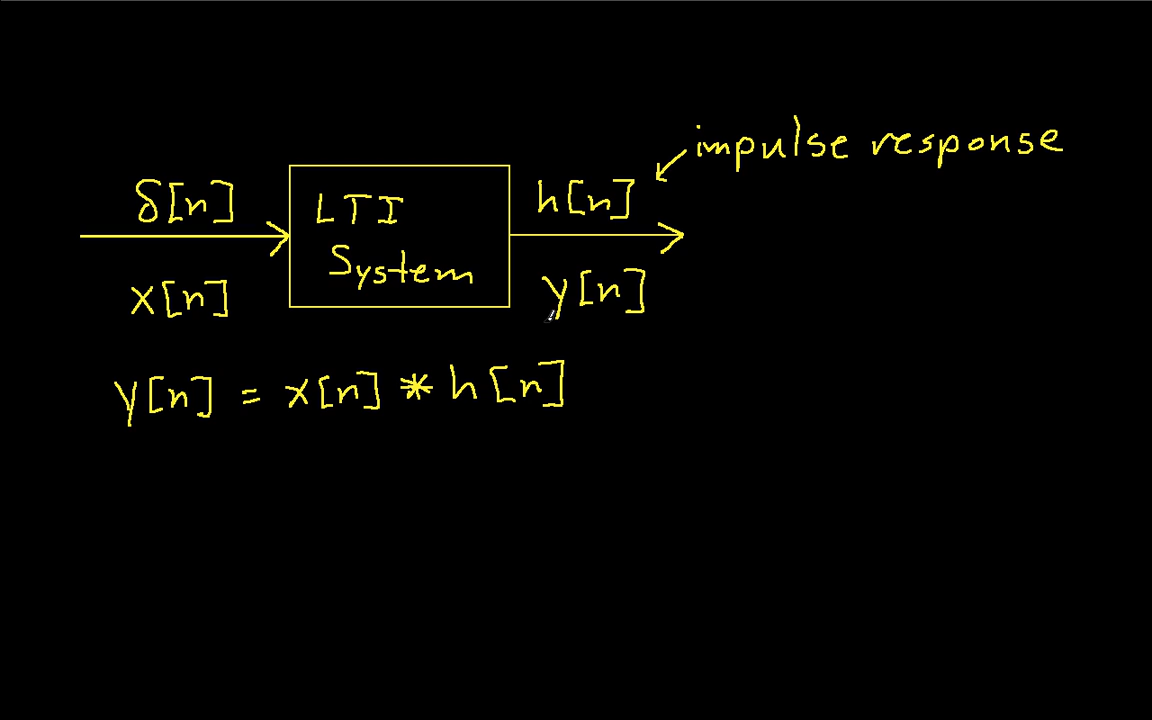 impulse response
δ[n] LTI h[n]
System
x[n] y[n]
y[n] = x[n] * h[n]